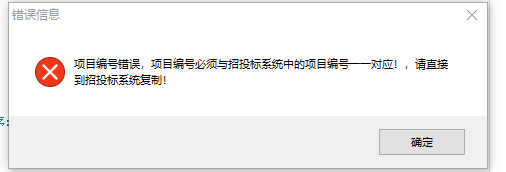 错误信息
项目编号错误，项目编号必须与招投标系统中的项目编号一一对应！，请直接
到招投标系统复制！
确定